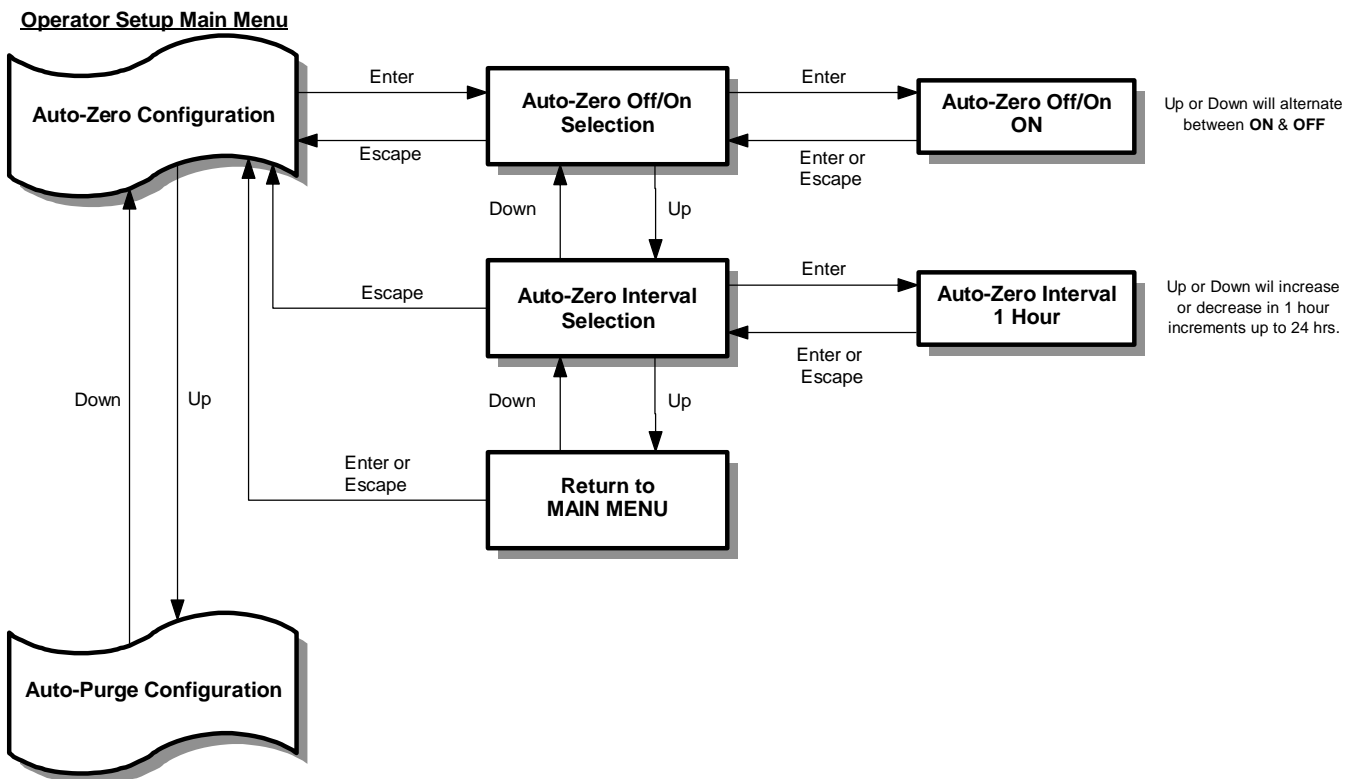 Operator Setup Main Menu
Auto-Zero Configuration
Enter
Escape
Auto-Zero Off/On
Selection
Enter
Enter or
Escape
Auto-Zero Off/On
ON
Up or Down will alternate
between ON & OFF
Down
Up
Escape
Auto-Zero Interval
Selection
Enter
Enter or
Escape
Auto-Zero Interval
1 Hour
Up or Down wil increase
or decrease in 1 hour
increments up to 24 hrs.
Down
Up
Down
Up
Enter or
Escape
Return to
MAIN MENU
Auto-Purge Configuration